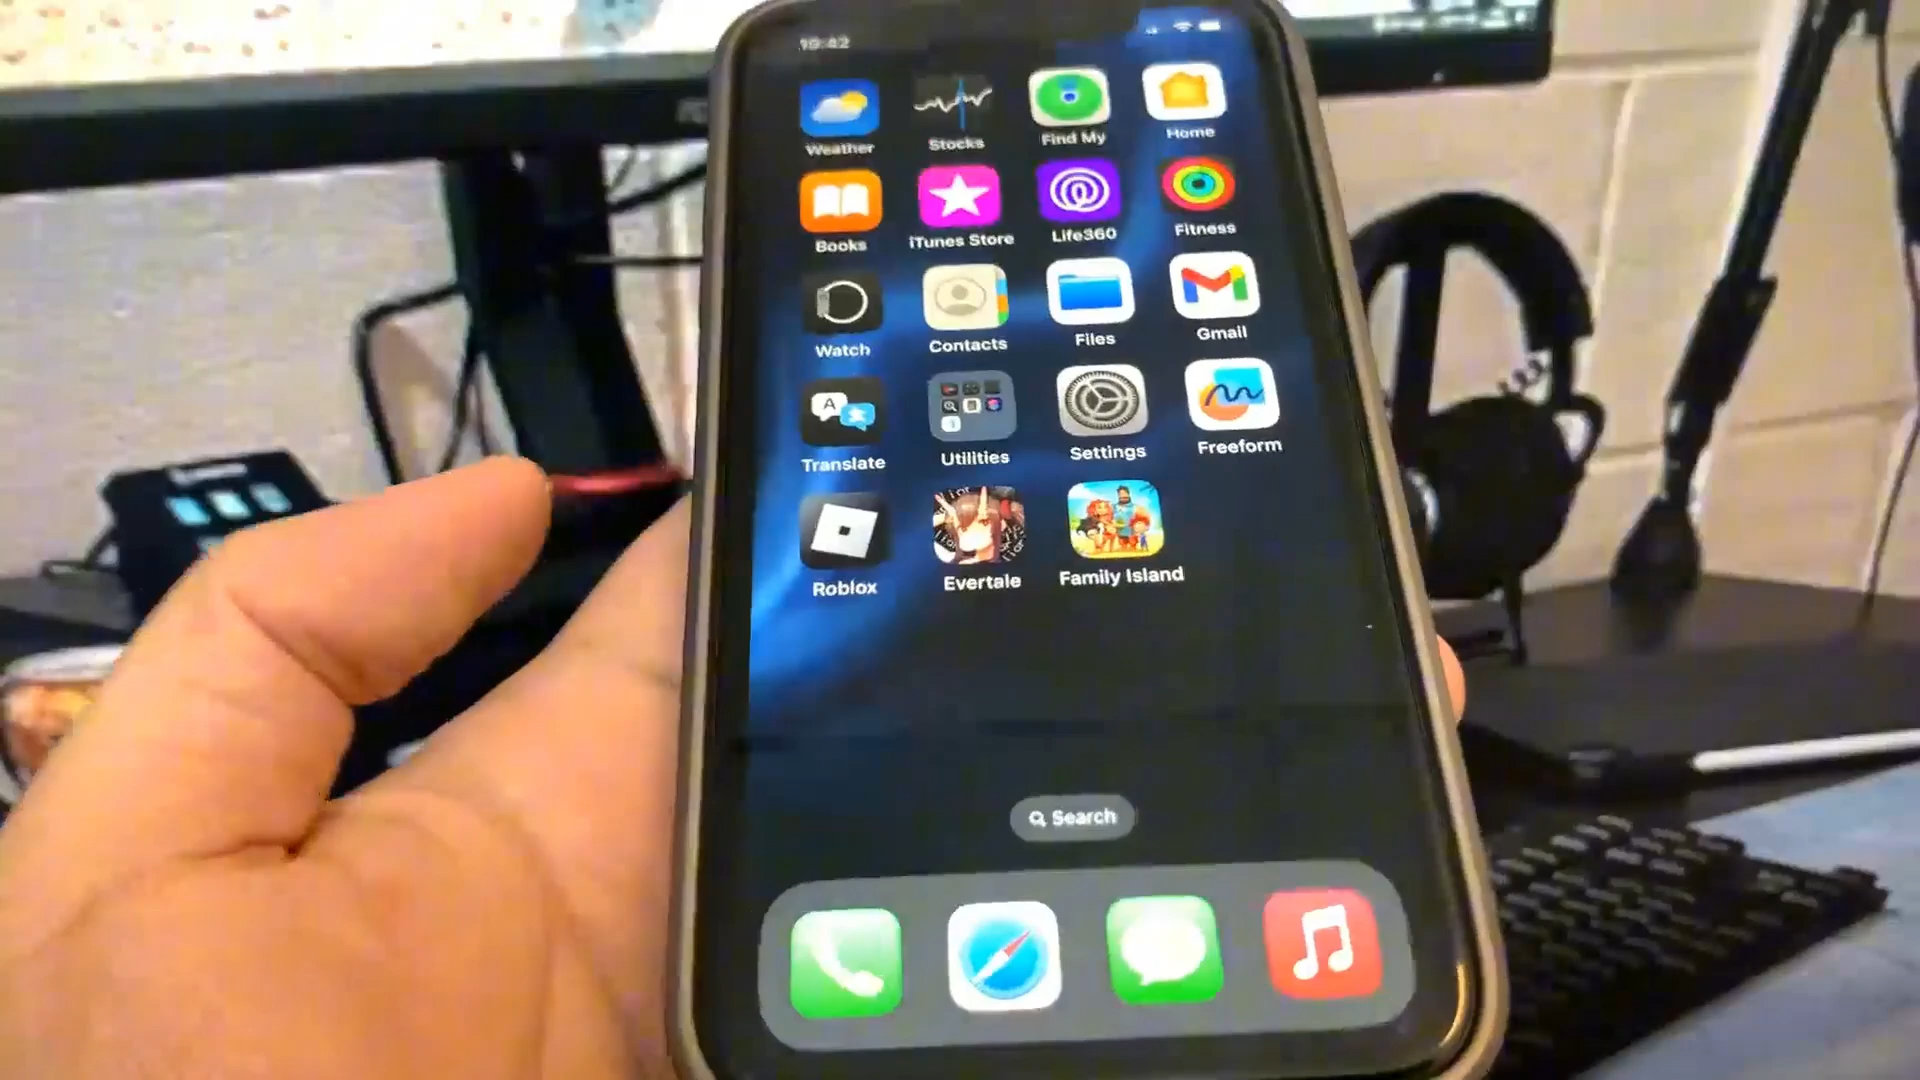 19:42
Weather Stocks Find My Home
Books iTunes Store Life360 Fitness
Watch Contacts Files Gmail
A
Translate Utilities Settings Freeform
Roblox Evertale Family Island
Search